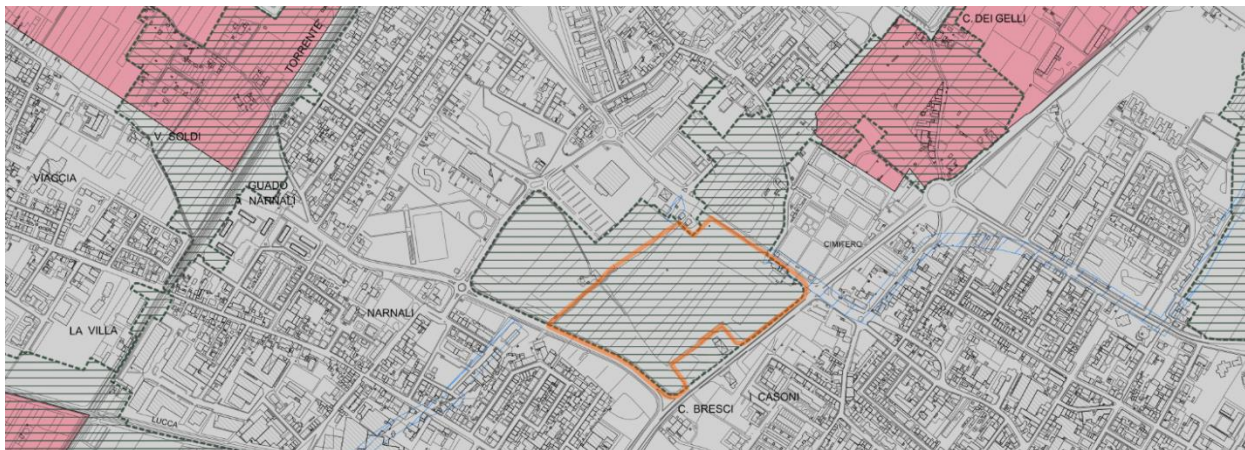 C. DEI GELLI
TORRENTE
V. SOLDI
VIACCIA
GUADO
NARNALI
CIMITERO
NARNALI
LA VILLA
LUCCA
C. BRESCI
I CASONI